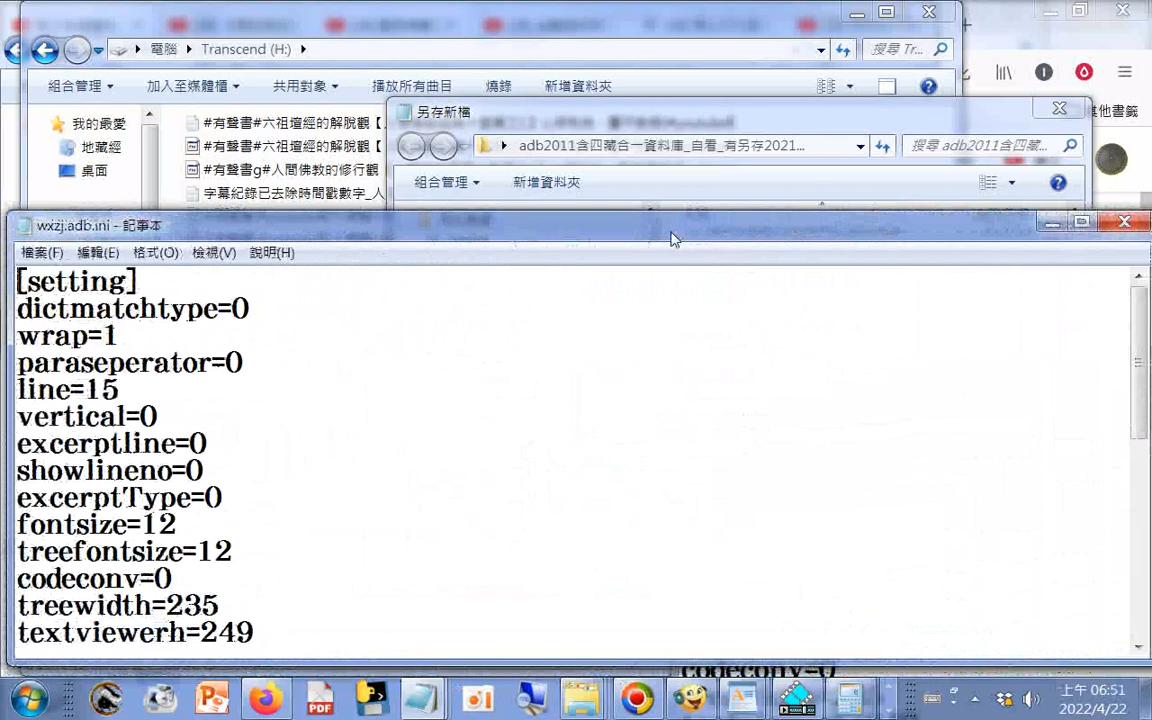 電腦 Transcend (H:)
搜尋 Tr...
組合管理 加入至媒體櫃 共用對象 播放所有曲目 燒錄 新增資料夾
其他書籤
我的最愛
地藏經
桌面
#有聲書#六祖壇經的解脫觀【
#有聲書#六祖壇經的解脫觀【
#有聲書g#人間佛教的修行觀
字幕紀錄已去除時間戳數字_人
另存新檔
adb2011含四藏合一資料庫_自看_有另存2021...
搜尋 adb2011含四藏...
組合管理 新增資料夾
wxzj.adb.ini - 記事本
檔案(F) 編輯(E) 格式(O) 檢視(V) 說明(H)
[setting]
dictmatchtype=0
wrap=1
paraseperator=0
line=15
vertical=0
excerptline=0
showlineno=0
excerptType=0
fontsize=12
treefontsize=12
codeconv=0
treewidth=235
textviewerh=249
codeconv=0
PDF
上午 06:51
2022/4/22